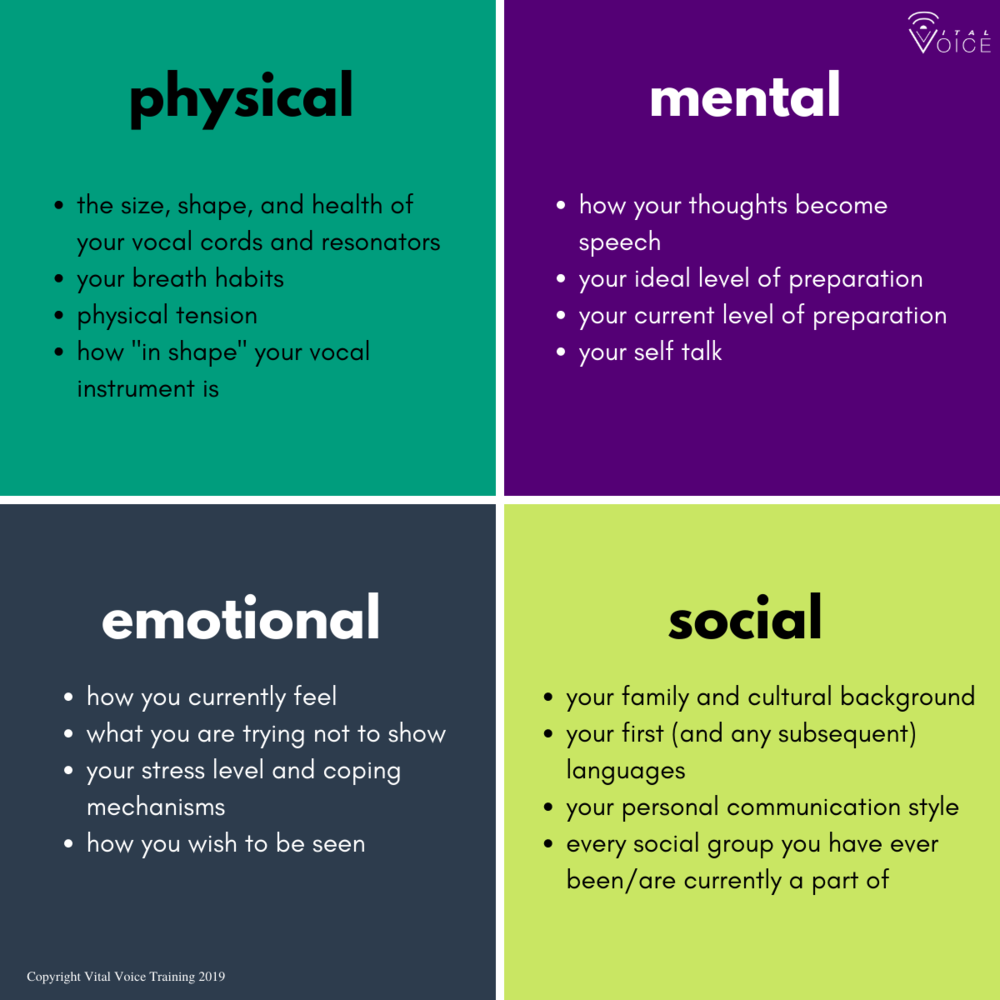 VITAL
VOICE
physical
• the size, shape, and health of
your vocal cords and resonators
• your breath habits
• physical tension
• how "in shape" your vocal
instrument is
mental
• how your thoughts become
speech
• your ideal level of preparation
• your current level of preparation
• your self talk
emotional
• how you currently feel
• what you are trying not to show
• your stress level and coping
mechanisms
• how you wish to be seen
social
• your family and cultural background
• your first (and any subsequent)
languages
• your personal communication style
• every social group you have ever
been/are currently a part of
Copyright Vital Voice Training 2019